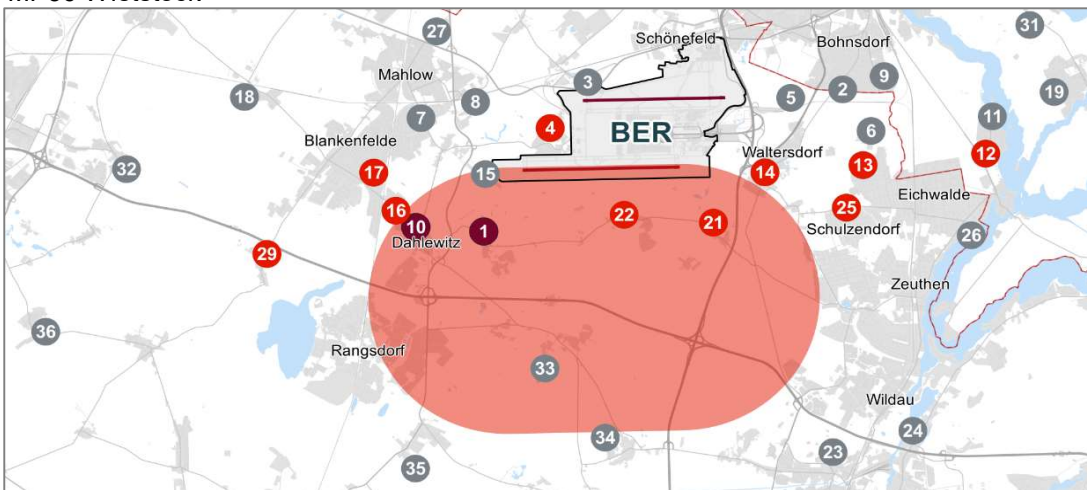 31
27
Schönefeld
Bohnsdorf
Mahlow
9
3
2
19
18
8
5
7
11
4
BER
6
Blankenfelde
Waltersdorf
12
32
17
15
14
13
Eichwalde
16
22
21
25
10
1
Schulzendorf
26
Dahlewitz
29
Zeuthen
36
Rangsdorf
33
Wildau
34
24
23
35